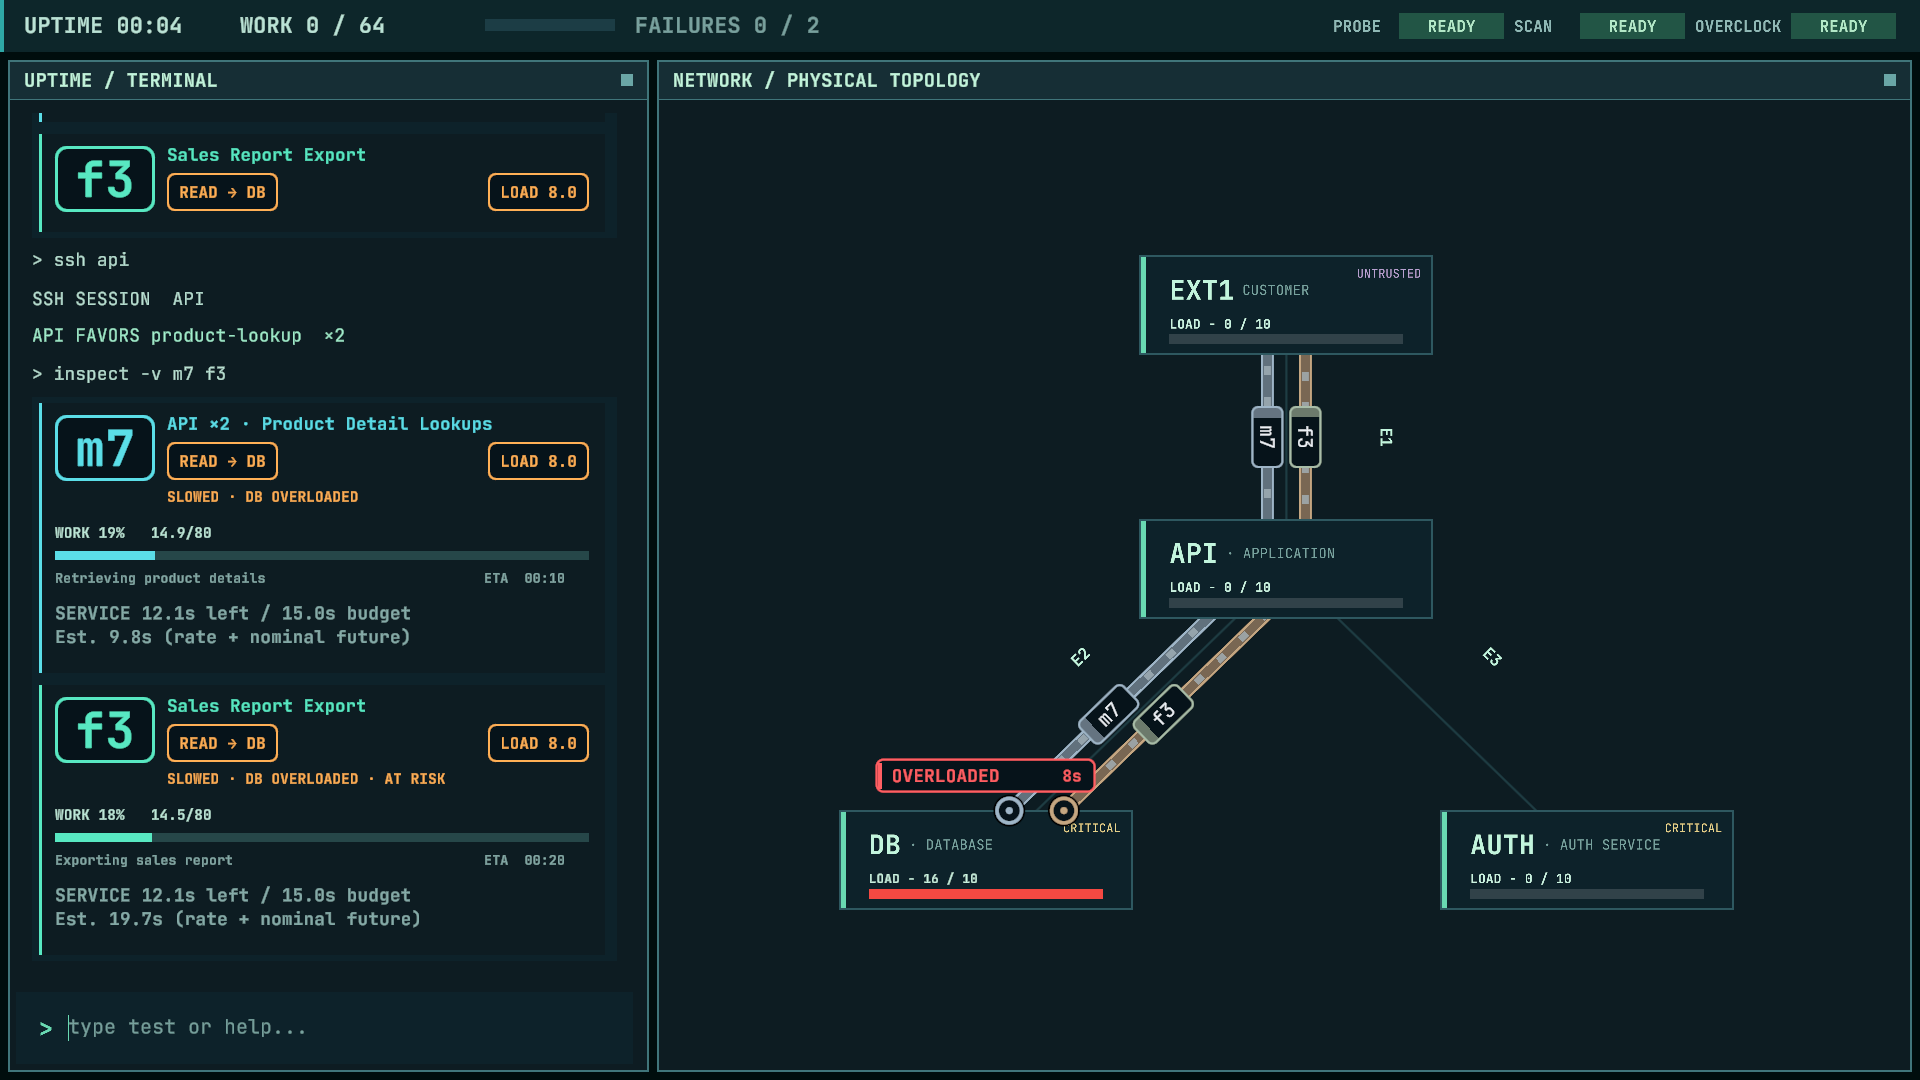 UPTIME 00:04 WORK 0 / 64 FAILURES 0 / 2 PROBE READY SCAN READY OVERCLOCK READY
UPTIME / TERMINAL
f3 Sales Report Export
READ → DB LOAD 8.0
> ssh api
SSH SESSION API
API FAVORS product-lookup ×2
> inspect -v m7 f3
m7 API ×2 · Product Detail Lookups
READ → DB LOAD 8.0
SLOWED · DB OVERLOADED
WORK 19% 14.9/80
Retrieving product details ETA 00:10
SERVICE 12.1s left / 15.0s budget
Est. 9.8s (rate + nominal future)
f3 Sales Report Export
READ → DB LOAD 8.0
SLOWED · DB OVERLOADED · AT RISK
WORK 18% 14.5/80
Exporting sales report ETA 00:20
SERVICE 12.1s left / 15.0s budget
Est. 19.7s (rate + nominal future)
> type test or help...
NETWORK / PHYSICAL TOPOLOGY
UNTRUSTED
EXT1 CUSTOMER
LOAD - 0 / 10
m7 f3 E1
API · APPLICATION
LOAD - 0 / 10
E2 E3
m7 f3
OVERLOADED 8s
CRITICAL
DB · DATABASE
LOAD - 16 / 10
CRITICAL
AUTH · AUTH SERVICE
LOAD - 0 / 10